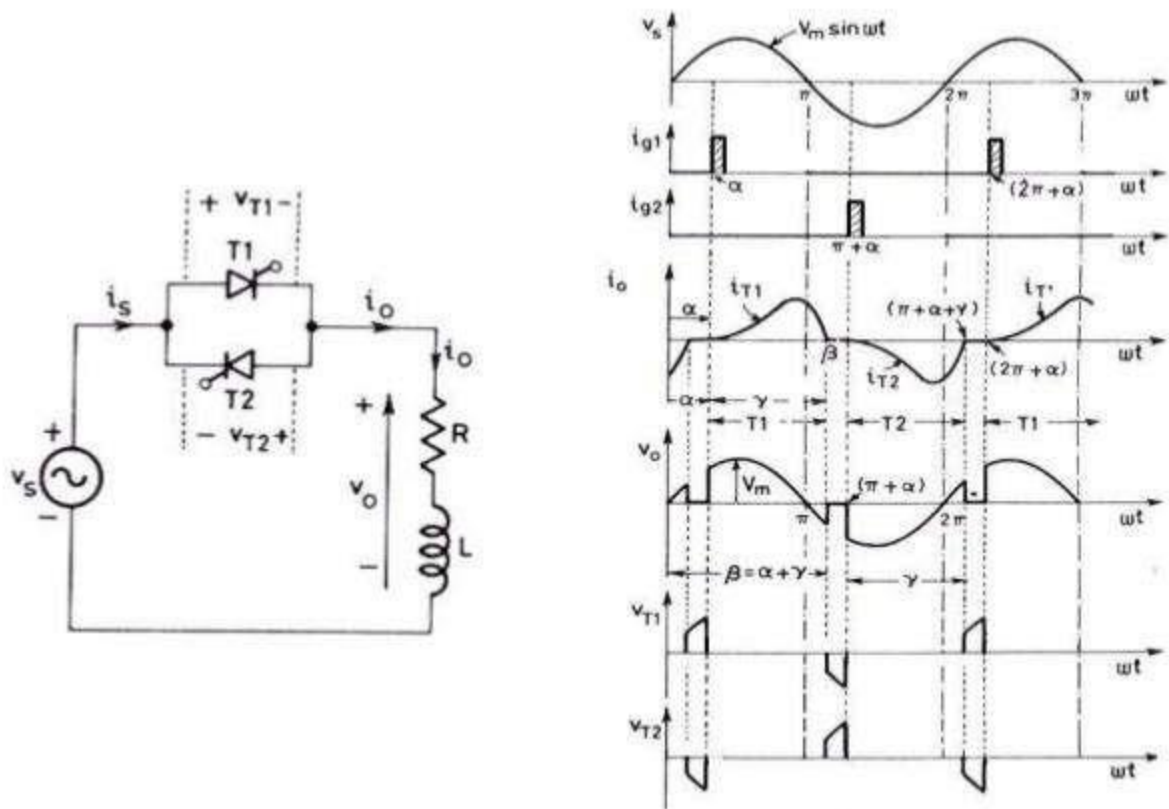 + vT1 -
T1
is
io
T2
- vT2 +
io
+
vs
-
+
vo
-
R
L
vs
Vm sin ωt
π
2π
3π
ωt
ig1
α
(2π+α)
ωt
ig2
π+α
ωt
io
α
iT1
(π+α+γ)
iT'
β
iT2
(2π+α)
ωt
α
γ
T1
T2
T1
vo
Vm
(π+α)
π
2π
ωt
β=α+γ
γ
vT1
ωt
vT2
ωt